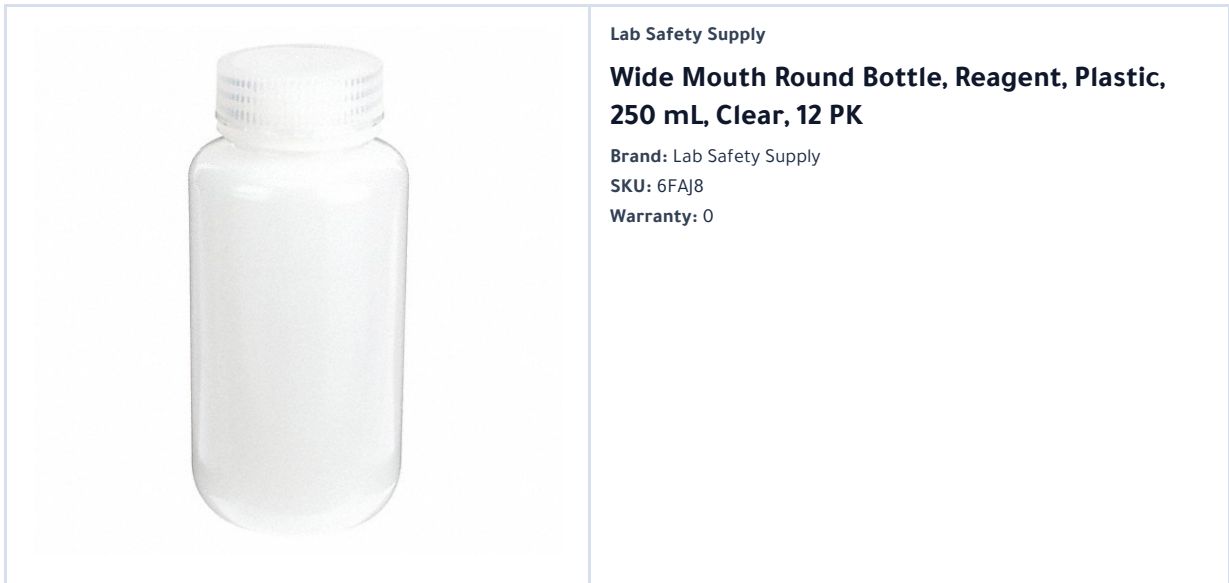 Lab Safety Supply
Wide Mouth Round Bottle, Reagent, Plastic,
250 mL, Clear, 12 PK
Brand: Lab Safety Supply
SKU: 6FAJ8
Warranty: 0